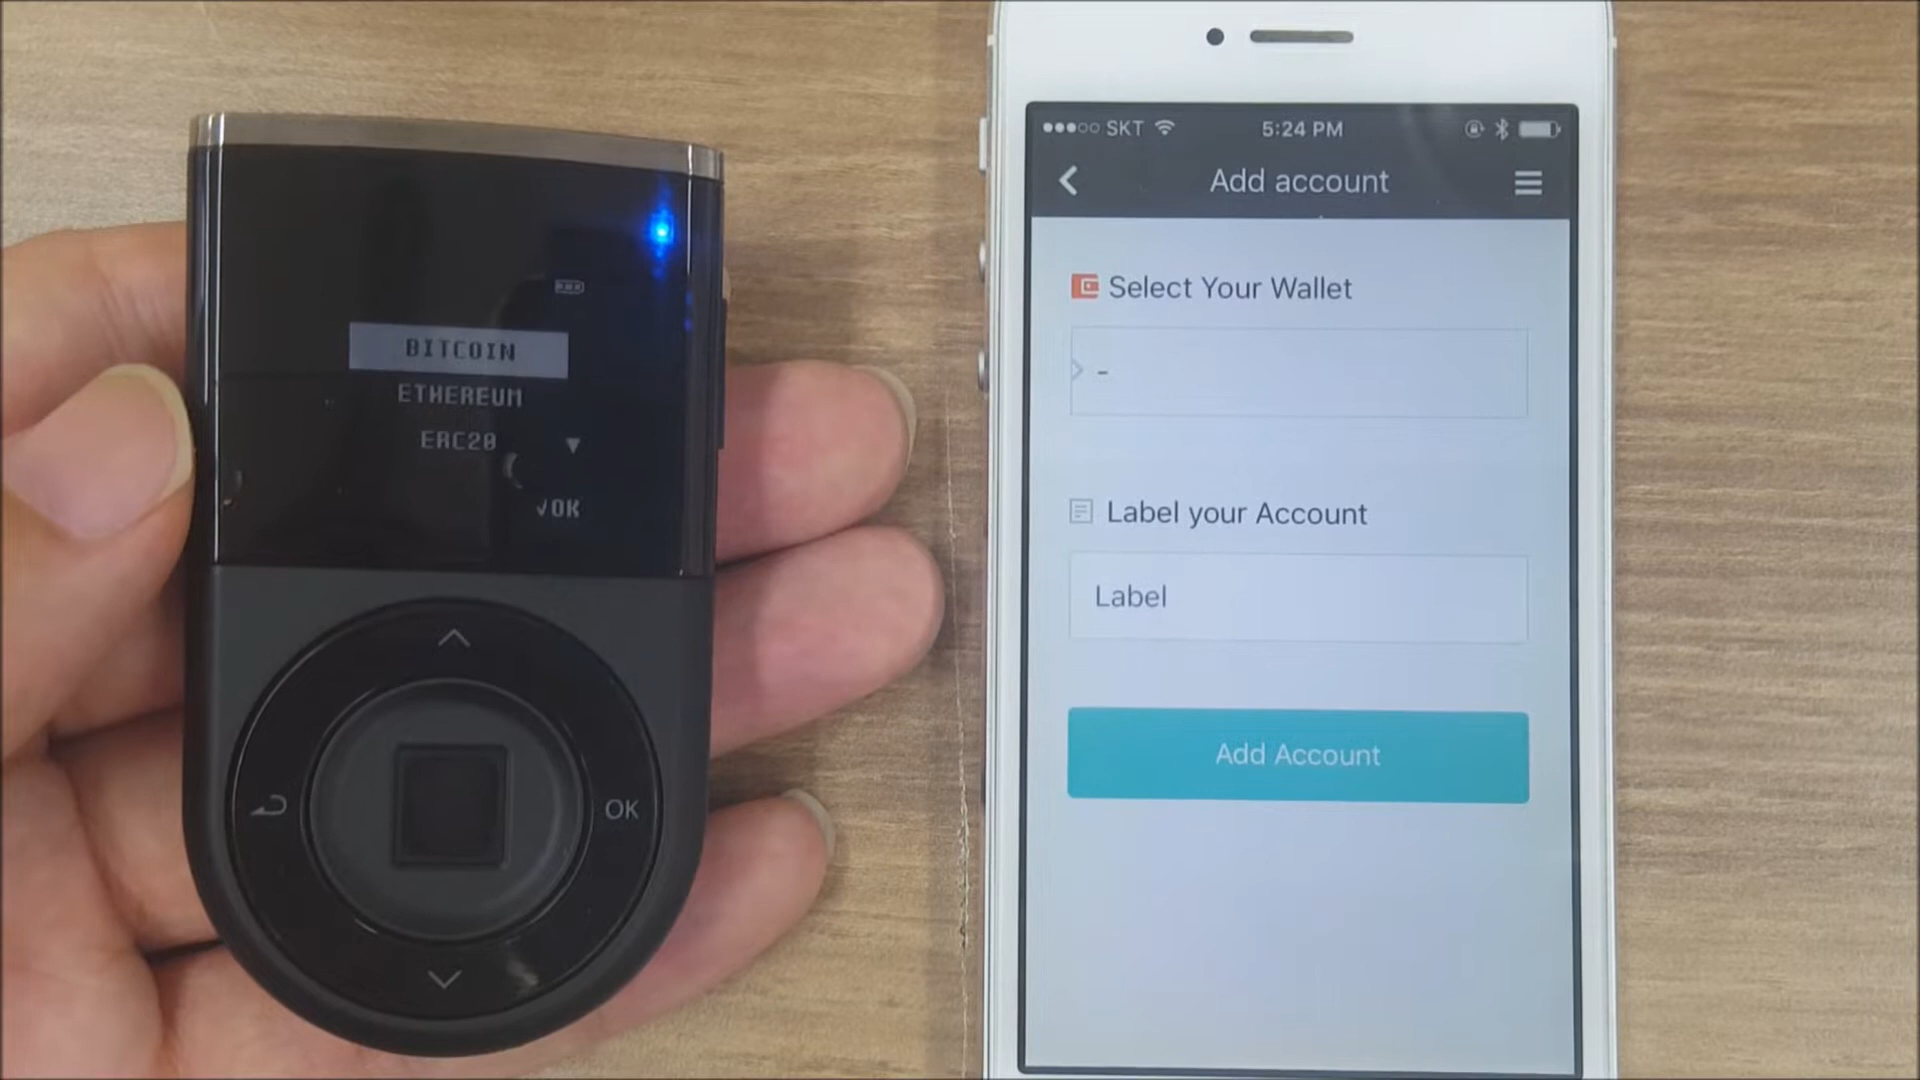 BITCOIN
ETHEREUM
ERC20
√OK
OK
SKT
5:24 PM
Add account
Select Your Wallet
-
Label your Account
Label
Add Account